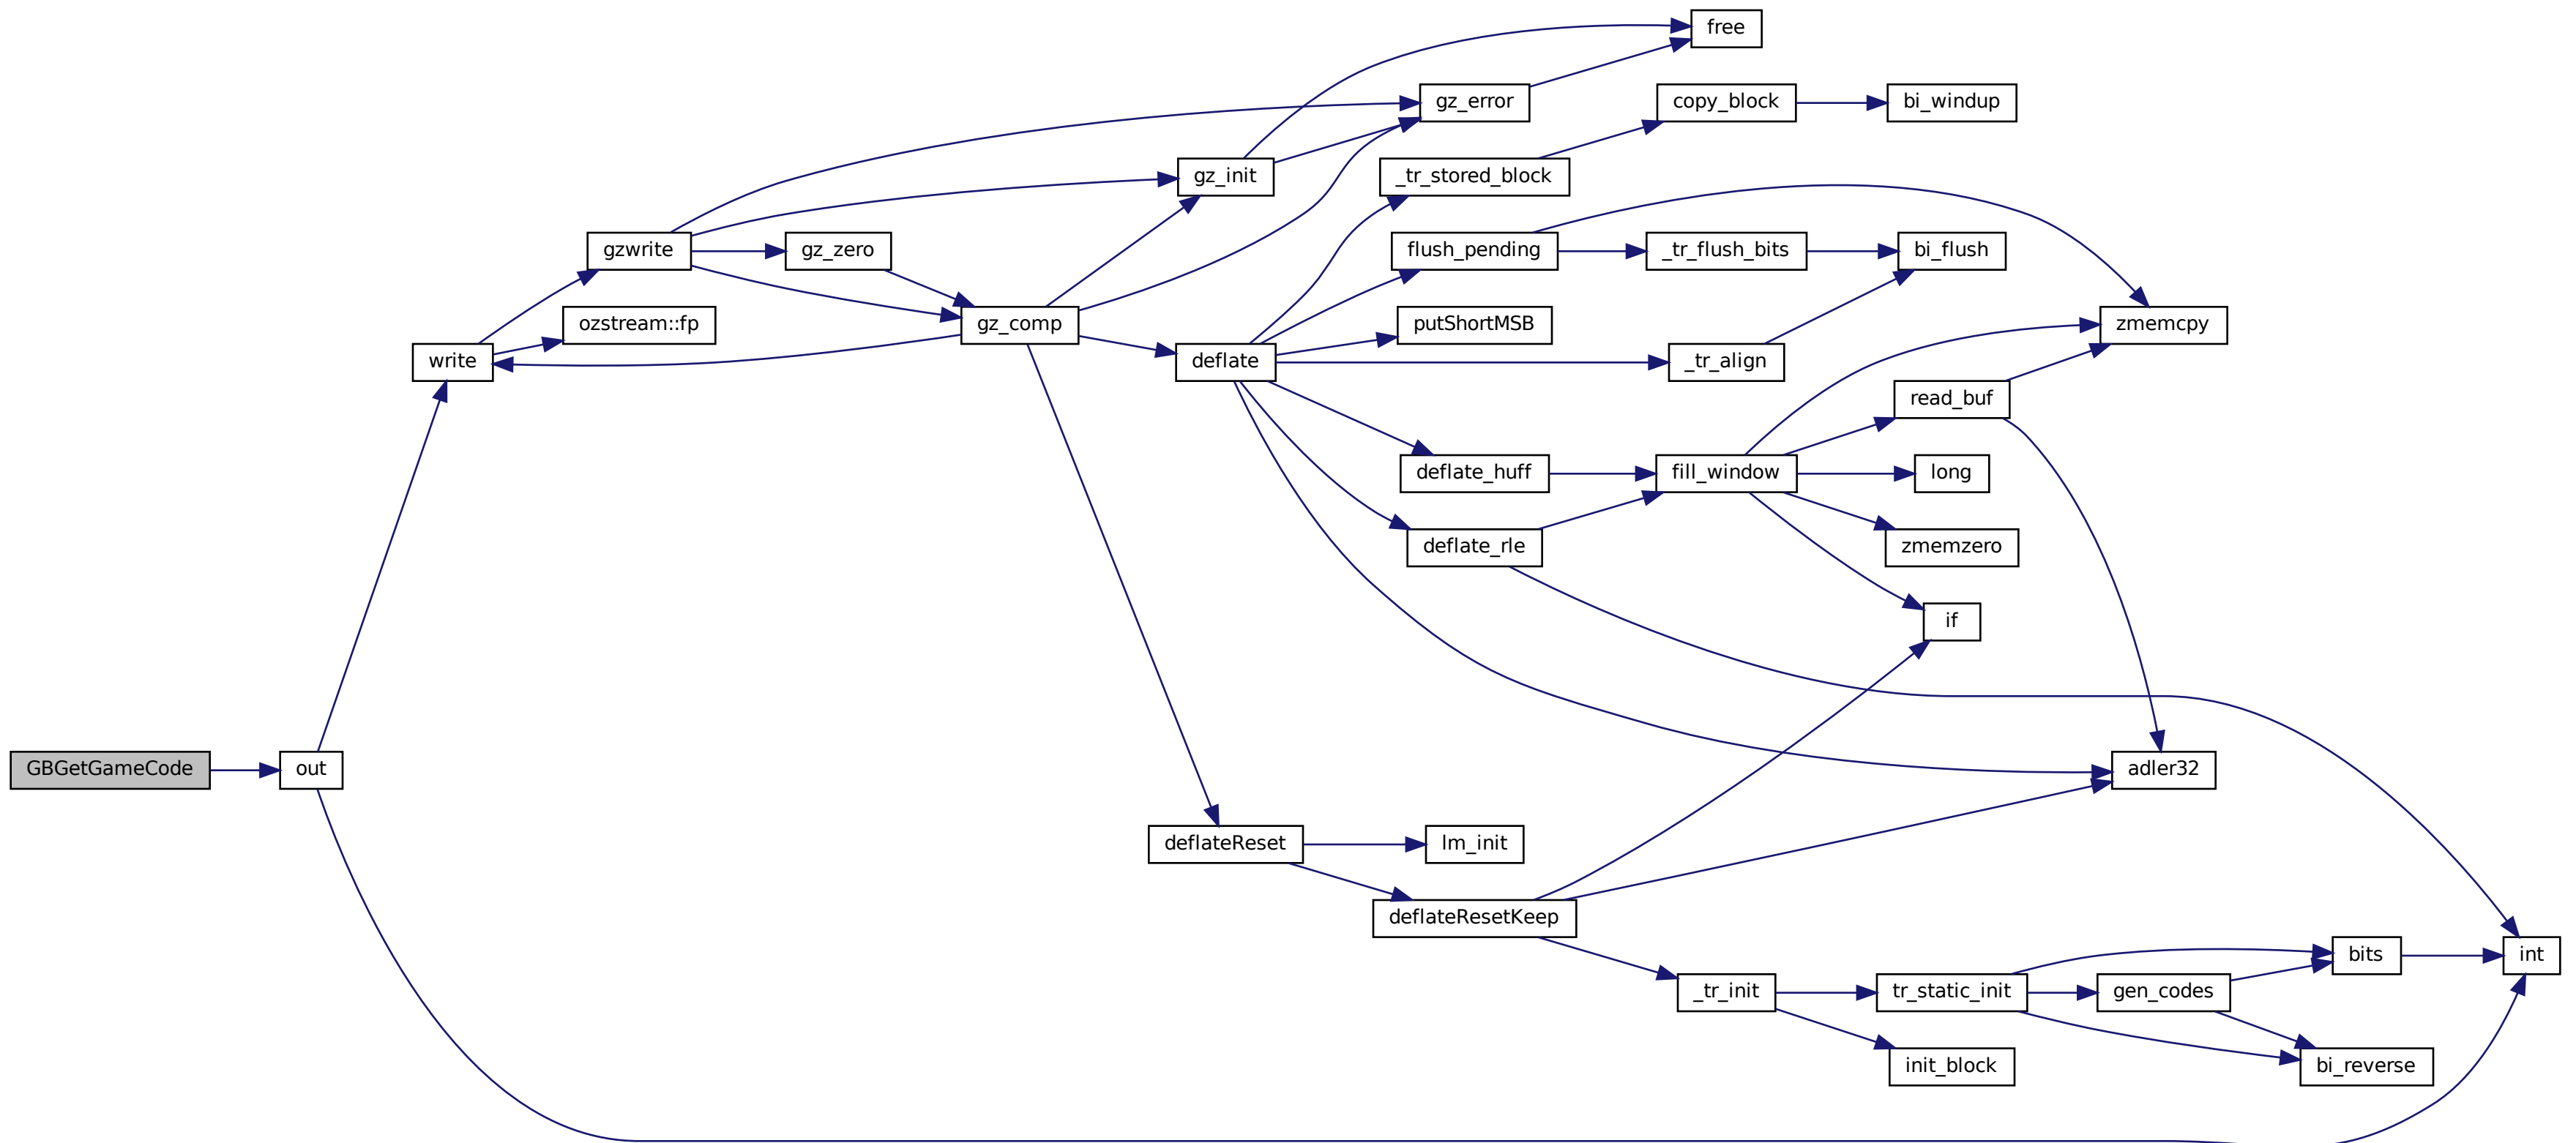 free
gz_error
copy_block
bi_windup
gz_init
_tr_stored_block
gzwrite
gz_zero
flush_pending
_tr_flush_bits
bi_flush
ozstream::fp
gz_comp
putShortMSB
zmemcpy
write
deflate
_tr_align
read_buf
deflate_huff
fill_window
long
deflate_rle
zmemzero
if
GBGetGameCode
out
adler32
deflateReset
lm_init
deflateResetKeep
bits
int
_tr_init
tr_static_init
gen_codes
init_block
bi_reverse